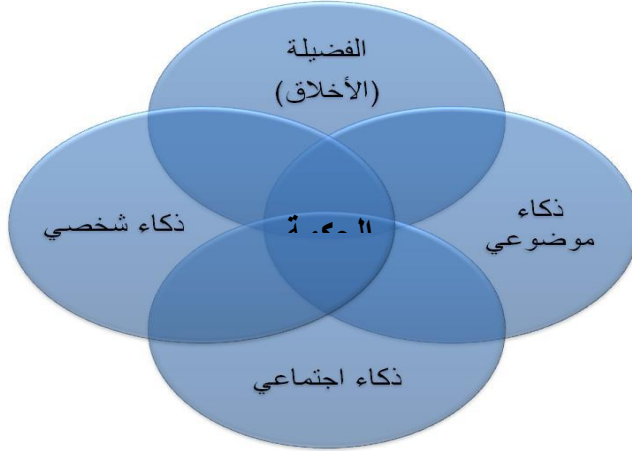 الفضيلة
(الأخلاق)
ذكاء
موضوعي
ذكاء شخصي
ذكاء اجتماعي